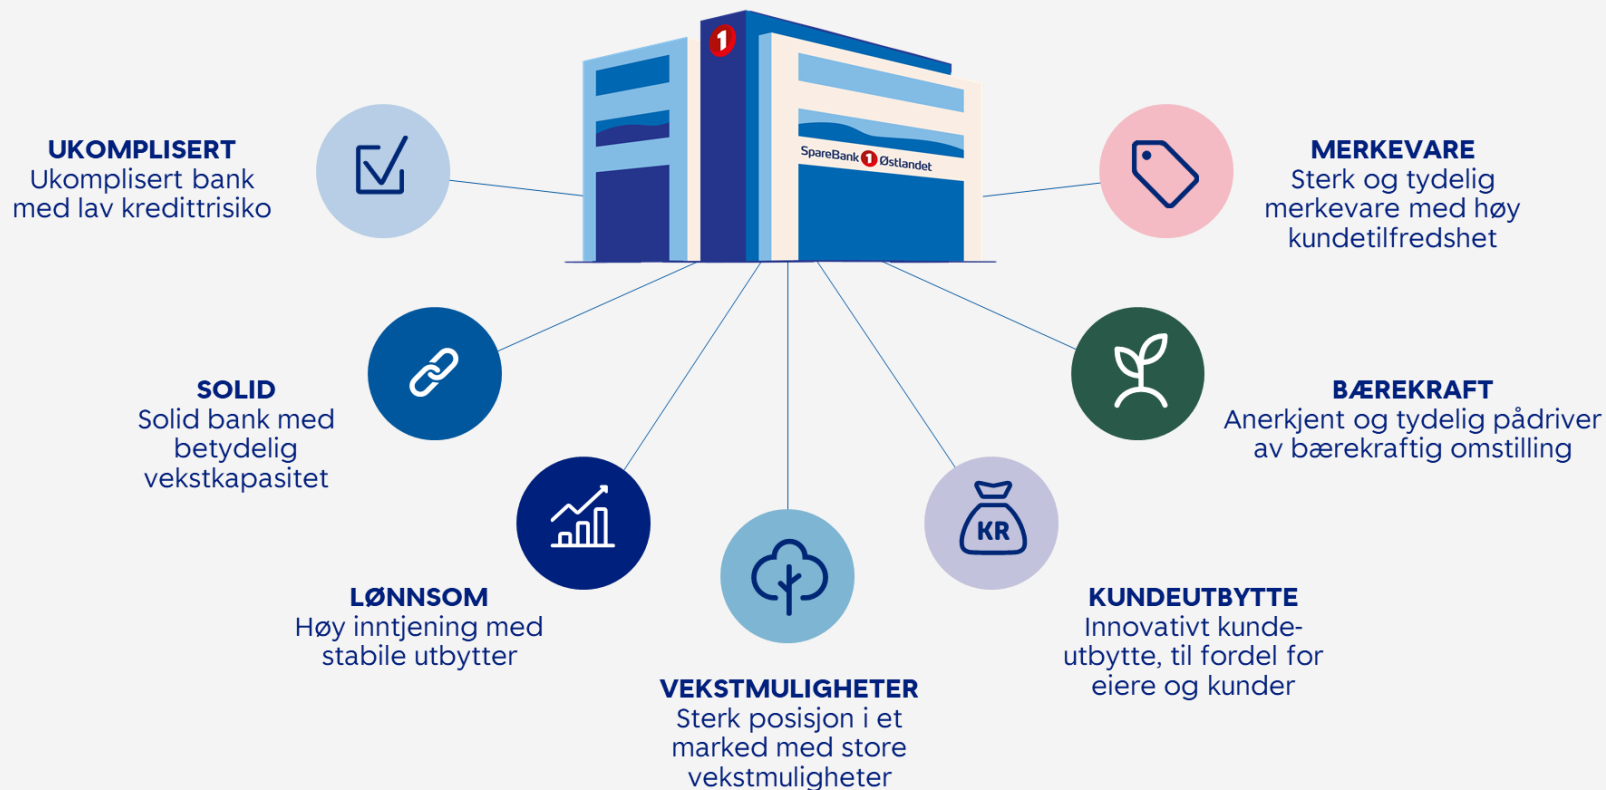 1
SpareBank 1 Østlandet
UKOMPLISERT
Ukomplisert bank
med lav kredittrisiko
SOLID
Solid bank med
betydelig
vekstkapasitet
LØNNSOM
Høy inntjening med
stabile utbytter
VEKSTMULIGHETER
Sterk posisjon i et
marked med store
vekstmuligheter
KR
KUNDEUTBYTTE
Innovativt kunde-
utbytte, til fordel for
eiere og kunder
BÆREKRAFT
Anerkjent og tydelig pådriver
av bærekraftig omstilling
MERKEVARE
Sterk og tydelig
merkevare med høy
kundetilfredshet